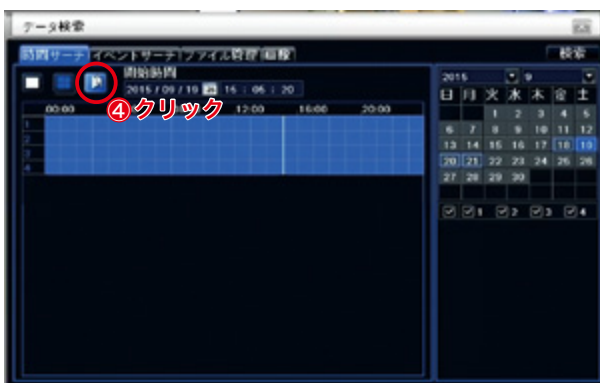 データ検索
時間サーチ イベントサーチ ファイル管理 画像
検索
開始時間
2015 / 09 / 19 16 : 06 : 20
④クリック
00:00 12:00 16:00 20:00
1
2
3
4
2015 9
日 月 火 水 木 金 土
1 2 3 4 5
6 7 8 9 10 11 12
13 14 15 16 17 18 19
20 21 22 23 24 25 26
27 28 29 30
1 2 3 4